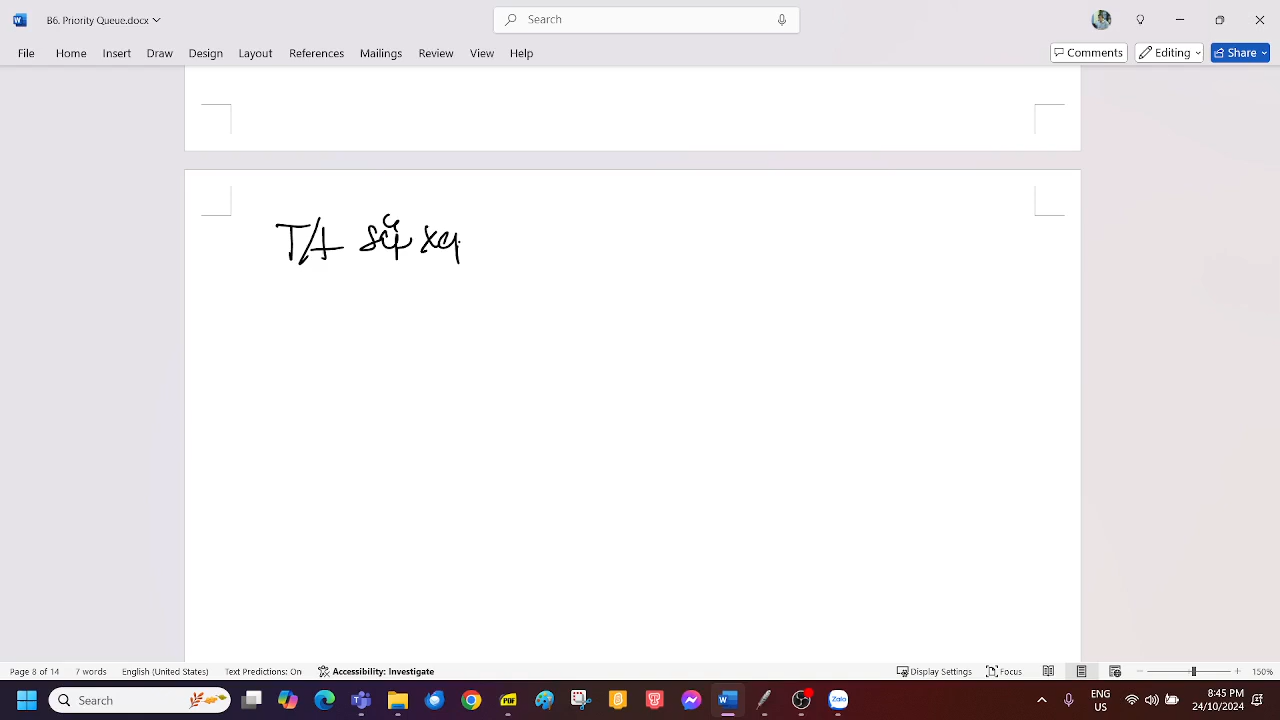 B6. Priority Queue.docx
Search
File Home Insert Draw Design Layout References Mailings Review View Help
Comments Editing Share
T/A
Page 8 of 14 7 words English (United States) Text Predictions: On Accessibility: Investigate Display Settings Focus 150%
Search PDF Zalo ENG US 8:45 PM 24/10/2024